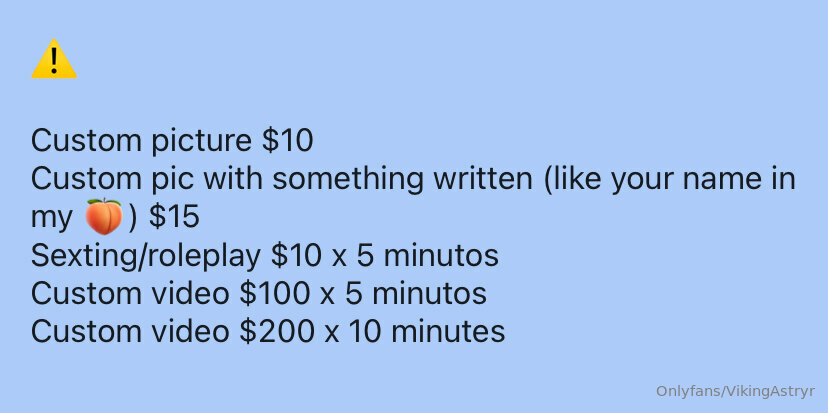 ⚠️
Custom picture $10
Custom pic with something written (like your name in
my 🍑) $15
Sexting/roleplay $10 x 5 minutos
Custom video $100 x 5 minutos
Custom video $200 x 10 minutes
Onlyfans/VikingAstryr